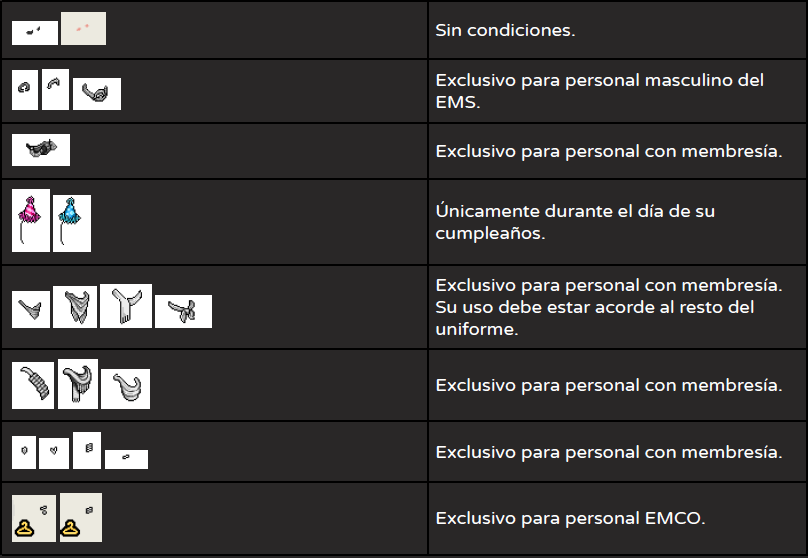 Sin condiciones.
Exclusivo para personal masculino del
EMS.
Exclusivo para personal con membresía.
Únicamente durante el día de su
cumpleaños.
Exclusivo para personal con membresía.
Su uso debe estar acorde al resto del
uniforme.
Exclusivo para personal con membresía.
Exclusivo para personal con membresía.
Exclusivo para personal EMCO.